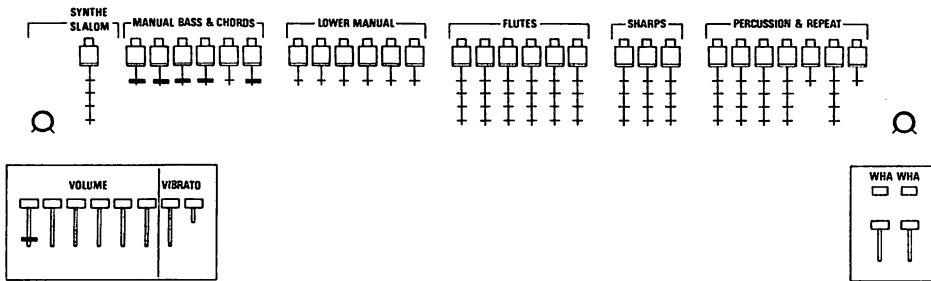 SYNTHE
SLALOM
MANUAL BASS & CHORDS
LOWER MANUAL
FLUTES
SHARPS
PERCUSSION & REPEAT
VOLUME
VIBRATO
WHA WHA